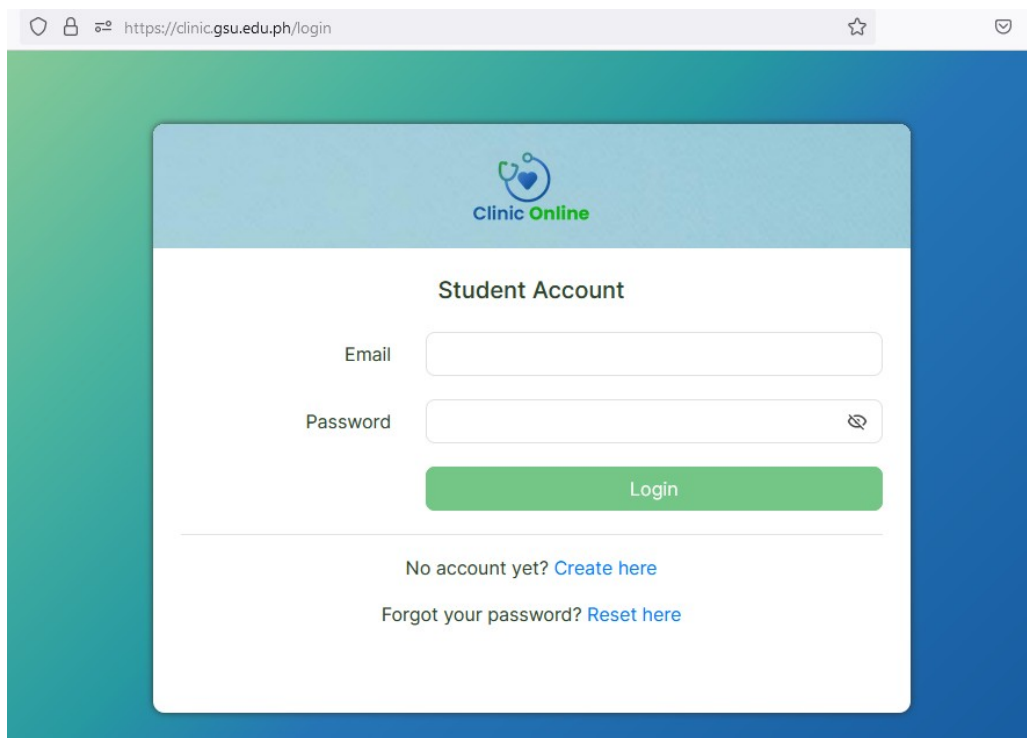 https://clinic.gsu.edu.ph/login
Clinic Online
Student Account
Email
Password
Login
No account yet? Create here
Forgot your password? Reset here